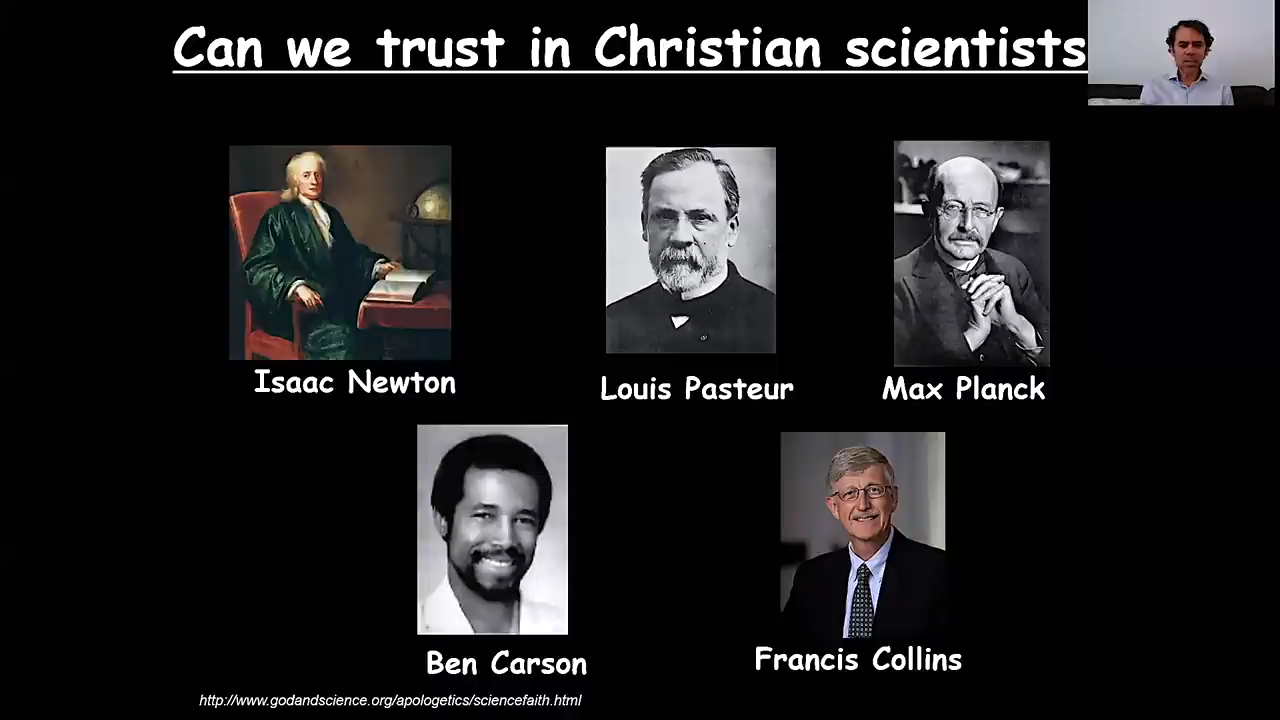 Can we trust in Christian scientists
Isaac Newton
Louis Pasteur
Max Planck
Ben Carson
Francis Collins
http://www.godandscience.org/apologetics/sciencefaith.html